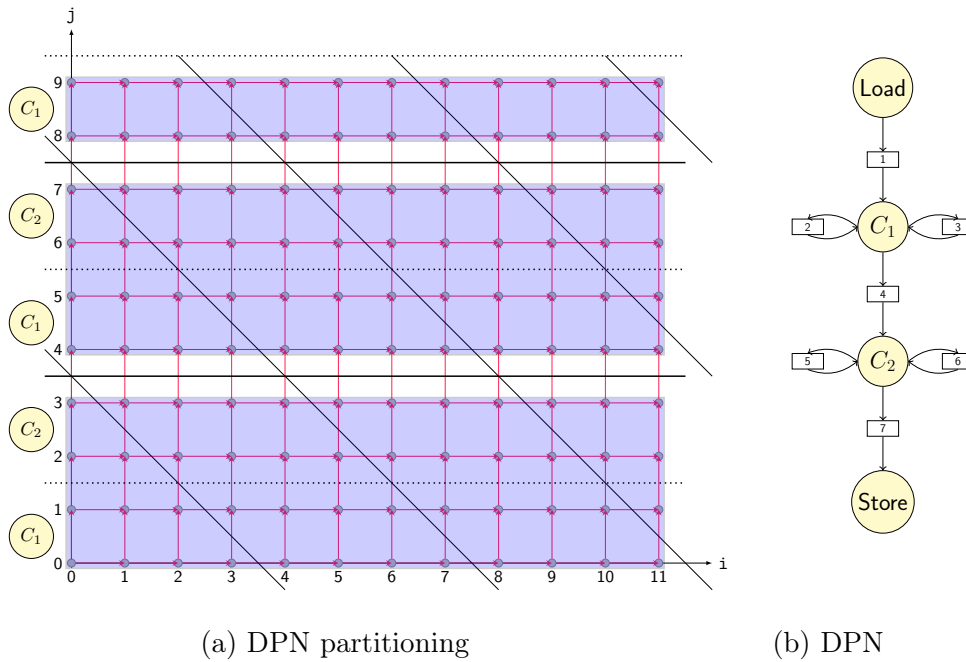 j
9
C₁
8
7
C₂
6
5
C₁
4
3
C₂
2
1
C₁
0
0 1 2 3 4 5 6 7 8 9 10 11
i
(a) DPN partitioning
Load
1
2 C₁ 3
4
5 C₂ 6
7
Store
(b) DPN